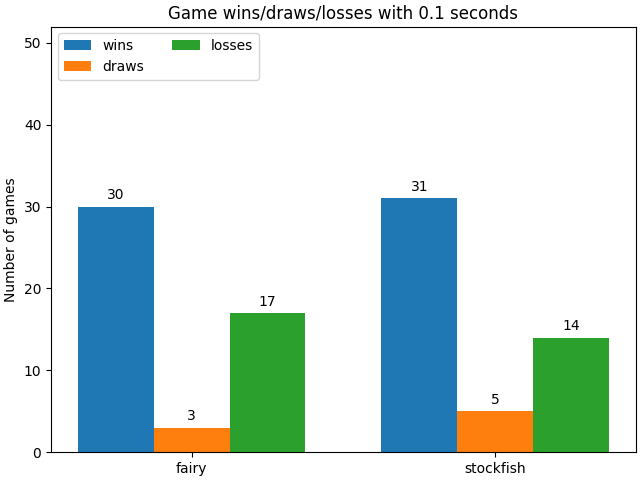 Game wins/draws/losses with 0.1 seconds
wins
draws
losses
Number of games
50
40
30
20
10
0
30
3
17
31
5
14
fairy
stockfish